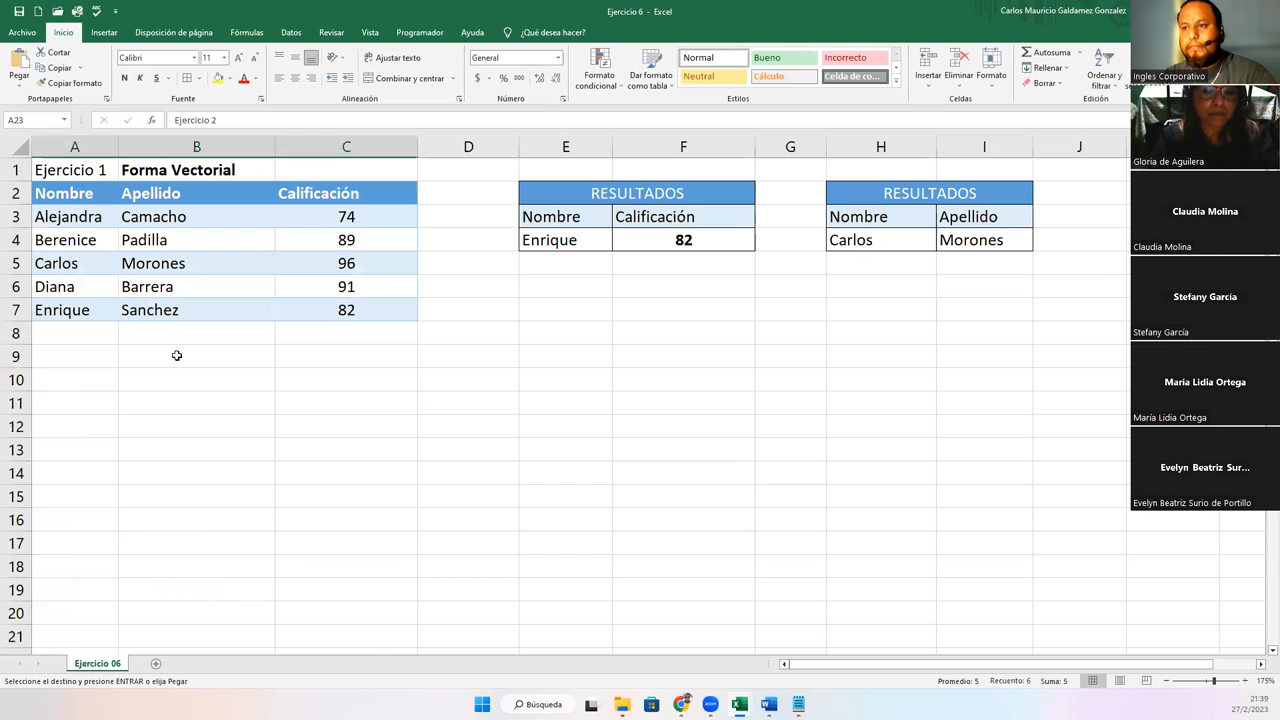 Ejercicio 6 - Excel
Carlos Mauricio Galdamez Gonzalez
Archivo Inicio Insertar Disposición de página Fórmulas Datos Revisar Vista Programador Ayuda ¿Qué desea hacer?
Pegar
Cortar
Copiar
Copiar formato
Portapapeles
Calibri 11
N K S
Fuente
Ajustar texto
Combinar y centrar
Alineación
General
$ % 000
Número
Formato condicional
Dar formato como tabla
Normal Bueno Incorrecto
Neutral Cálculo Celda de co...
Estilos
Insertar Eliminar Formato
Celdas
Autosuma
Rellenar
Borrar
Ordenar y filtrar
Edición
A23
fx
Ejercicio 2
A B C D E F G H I J
1 Ejercicio 1 Forma Vectorial
2 Nombre Apellido Calificación RESULTADOS RESULTADOS
3 Alejandra Camacho 74 Nombre Calificación Nombre Apellido
4 Berenice Padilla 89 Enrique 82 Carlos Morones
5 Carlos Morones 96
6 Diana Barrera 91
7 Enrique Sanchez 82
8
9
10
11
12
13
14
15
16
17
18
19
20
21
Ejercicio 06
Seleccione el destino y presione ENTRAR o elija Pegar
Promedio: 5 Recuento: 6 Suma: 5
175%
Búsqueda
21:39
27/2/2023
Ingles Corporativo
Gloria de Aguilera
Claudia Molina
Claudia Molina
Stefany García
Stefany García
María Lidia Ortega
María Lidia Ortega
Evelyn Beatriz Sur...
Evelyn Beatriz Surio de Portillo